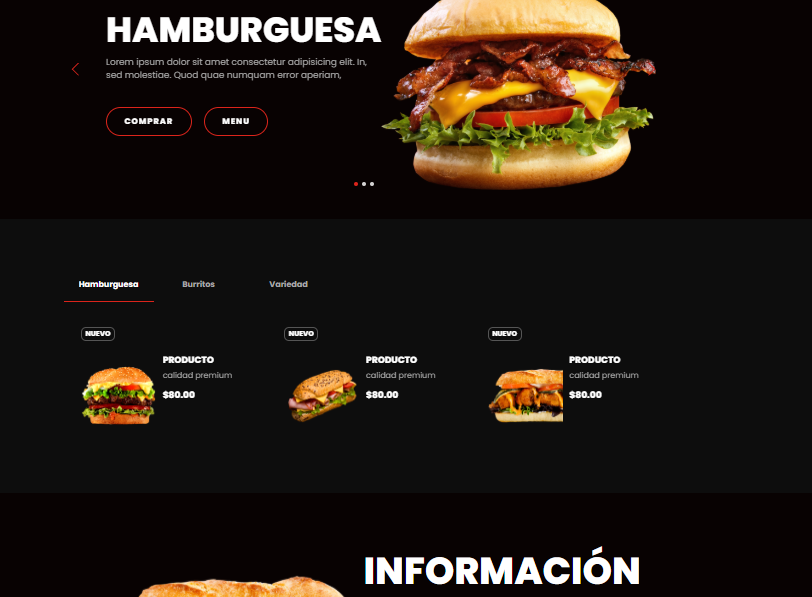 HAMBURGUESA
Lorem ipsum dolor sit amet consectetur adipisicing elit. In,
sed molestiae. Quod quae numquam error aperiam,
COMPRAR
MENU
Hamburguesa
Burritos
Variedad
NUEVO
PRODUCTO
calidad premium
$80.00
NUEVO
PRODUCTO
calidad premium
$80.00
NUEVO
PRODUCTO
calidad premium
$80.00
INFORMACIÓN